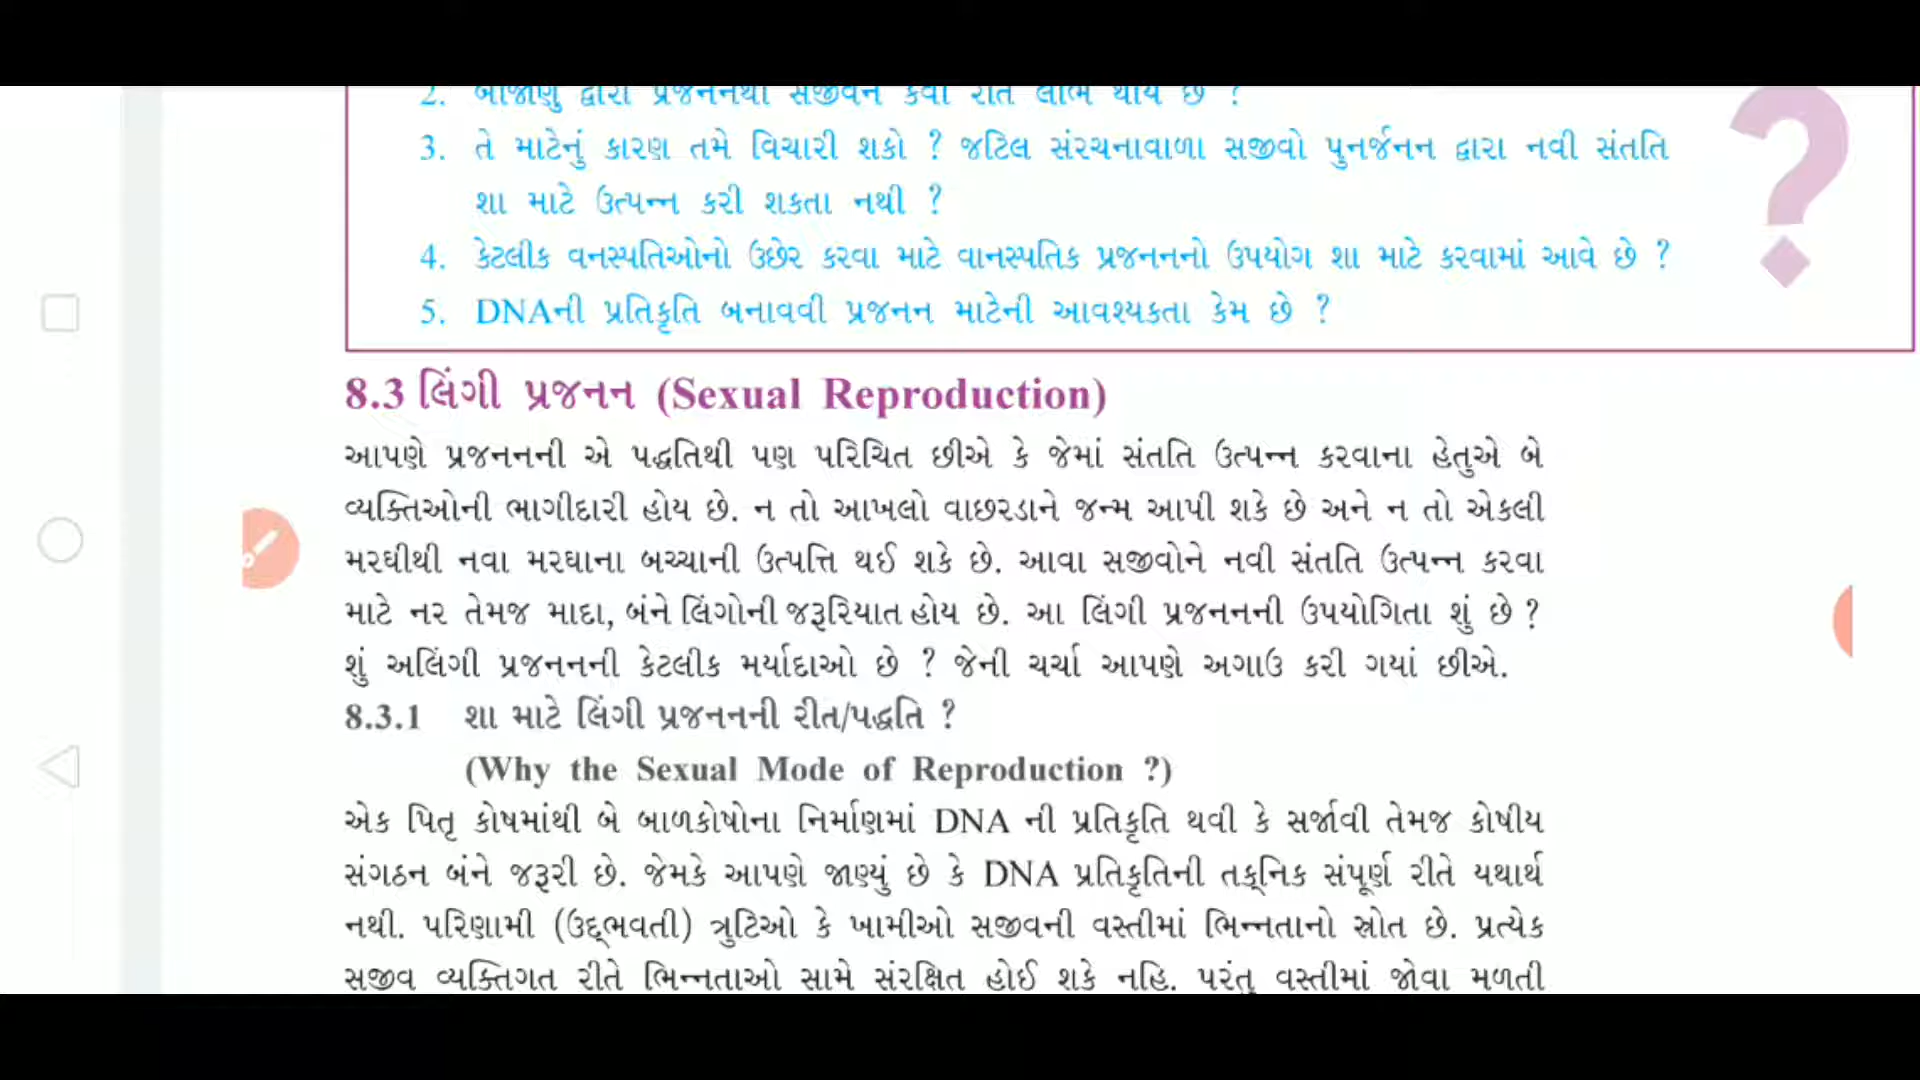 2. બીજાણુ દ્વારા પ્રજનનથી સજીવને કેવી રીતે લાભ થાય છે ?
3. તે માટેનું કારણ તમે વિચારી શકો ? જટિલ સંરચનાવાળા સજીવો પુનર્જનન દ્વારા નવી સંતતિ
શા માટે ઉત્પન્ન કરી શકતા નથી ?
4. કેટલીક વનસ્પતિઓનો ઉછેર કરવા માટે વાનસ્પતિક પ્રજનનનો ઉપયોગ શા માટે કરવામાં આવે છે ?
5. DNAની પ્રતિકૃતિ બનાવવી પ્રજનન માટેની આવશ્યકતા કેમ છે ?
?
8.3 લિંગી પ્રજનન (Sexual Reproduction)
આપણે પ્રજનનની એ પદ્ધતિથી પણ પરિચિત છીએ કે જેમાં સંતતિ ઉત્પન્ન કરવાના હેતુએ બે
વ્યક્તિઓની ભાગીદારી હોય છે. ન તો આખલો વાછરડાને જન્મ આપી શકે છે અને ન તો એકલી
મરઘીથી નવા મરઘાના બચ્ચાની ઉત્પત્તિ થઈ શકે છે. આવા સજીવોને નવી સંતતિ ઉત્પન્ન કરવા
માટે નર તેમજ માદા, બંને લિંગોની જરૂરિયાત હોય છે. આ લિંગી પ્રજનનની ઉપયોગિતા શું છે ?
શું અલિંગી પ્રજનનની કેટલીક મર્યાદાઓ છે ? જેની ચર્ચા આપણે અગાઉ કરી ગયાં છીએ.
8.3.1 શા માટે લિંગી પ્રજનનની રીત/પદ્ધતિ ?
(Why the Sexual Mode of Reproduction ?)
એક પિતૃ કોષમાંથી બે બાળકોષોના નિર્માણમાં DNA ની પ્રતિકૃતિ થવી કે સર્જાવી તેમજ કોષીય
સંગઠન બંને જરૂરી છે. જેમકે આપણે જાણ્યું છે કે DNA પ્રતિકૃતિની તક્નિક સંપૂર્ણ રીતે યથાર્થ
નથી. પરિણામી (ઉદ્દ્ભવતી) ત્રુટિઓ કે ખામીઓ સજીવની વસ્તીમાં ભિન્નતાનો સ્રોત છે. પ્રત્યેક
સજીવ વ્યક્તિગત રીતે ભિન્નતાઓ સામે સંરક્ષિત હોઈ શકે નહિ. પરંતુ વસ્તીમાં જોવા મળતી